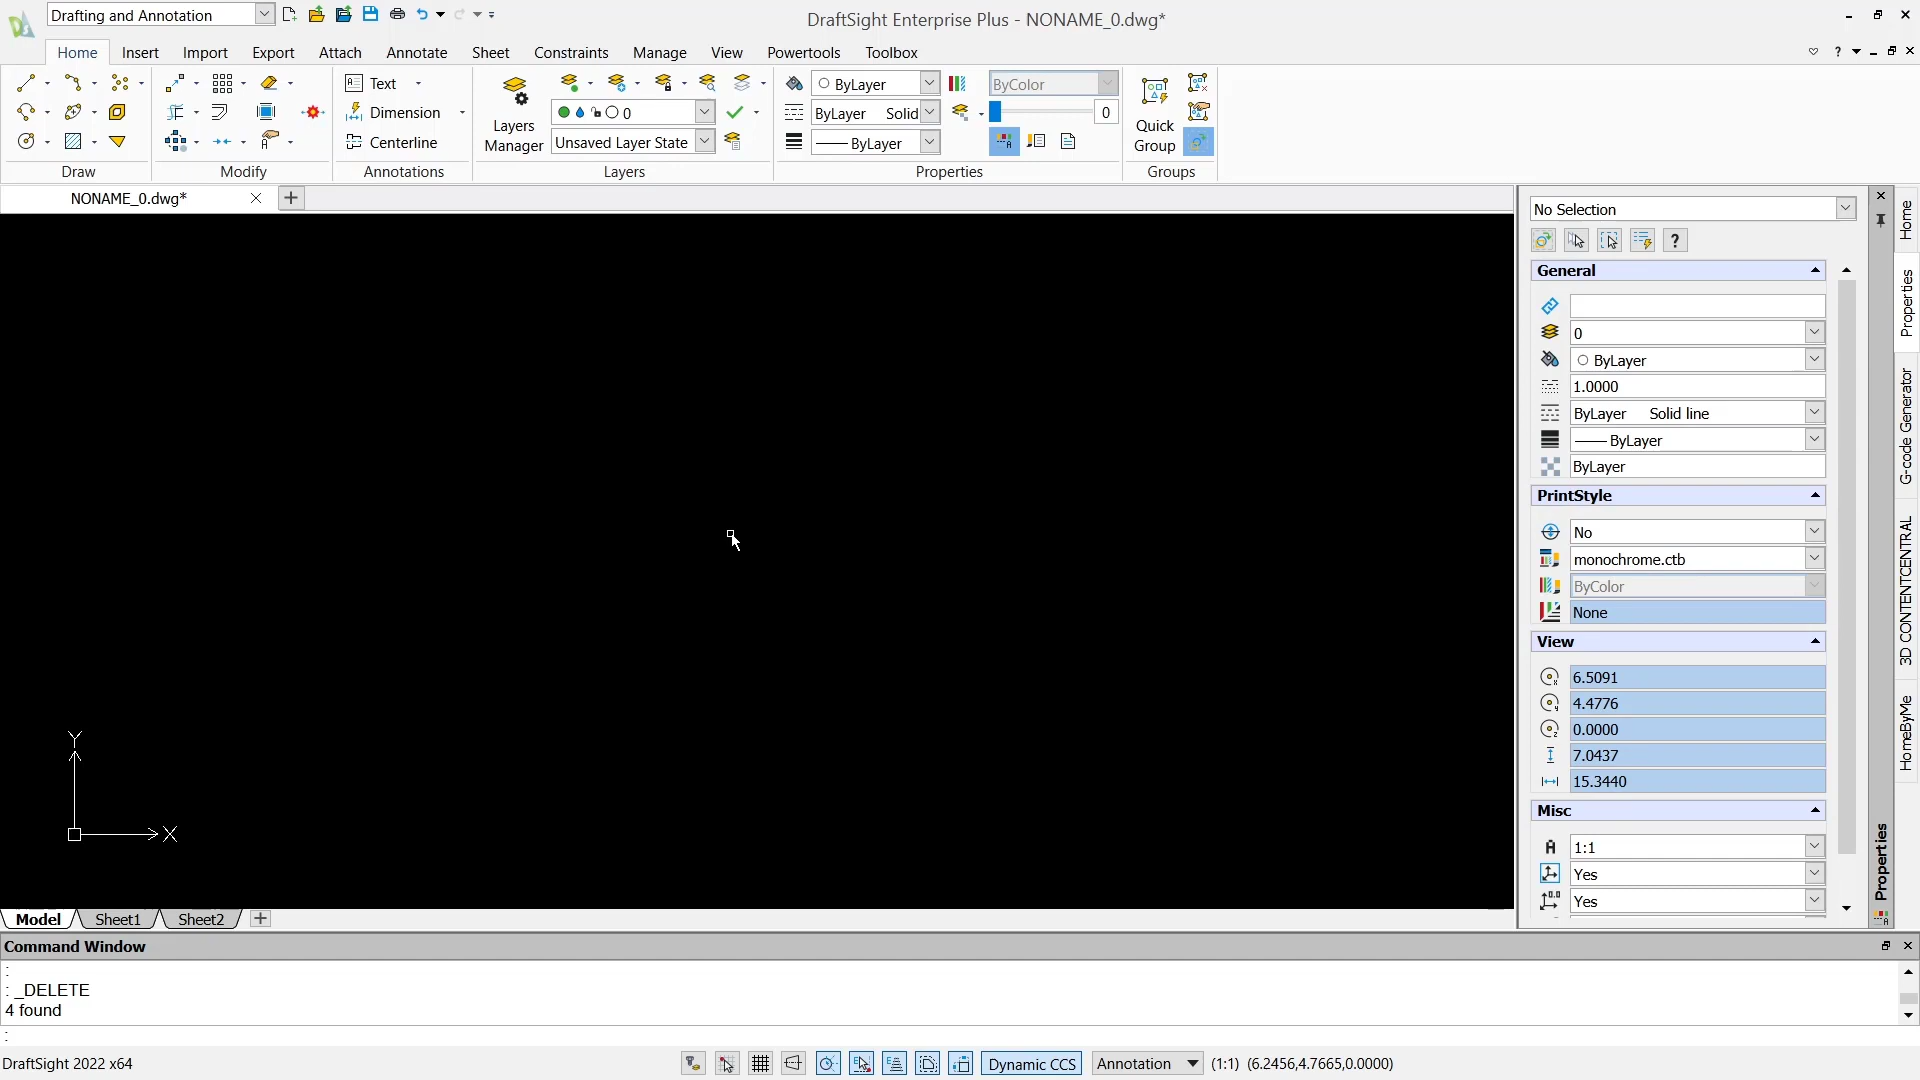 Drafting and Annotation
DraftSight Enterprise Plus - NONAME_0.dwg*
Home Insert Import Export Attach Annotate Sheet Constraints Manage View Powertools Toolbox
?
Text
Dimension
Centerline
Layers
Manager
0
Unsaved Layer State
ByLayer
ByLayer Solid
ByLayer
ByColor
0
Quick
Group
Draw Modify Annotations Layers Properties Groups
NONAME_0.dwg*
Y
X
No Selection
?
General
0
ByLayer
1.0000
ByLayer Solid line
ByLayer
ByLayer
PrintStyle
No
monochrome.ctb
ByColor
None
View
6.5091
4.4776
0.0000
7.0437
15.3440
Misc
1:1
Yes
Yes
Properties
Home
Properties
G-code Generator
3D CONTENTCENTRAL
HomeByMe
Model Sheet1 Sheet2
Command Window
:
: _DELETE
4 found
:
DraftSight 2022 x64
Dynamic CCS Annotation (1:1) (6.2456,4.7665,0.0000)